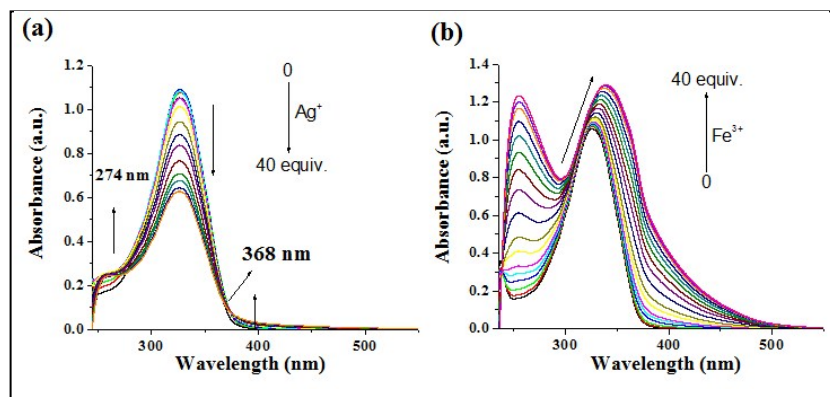 (a)
1.2
1.0
0.8
0.6
0.4
0.2
0.0
Absorbance (a.u.)
300
400
500
Wavelength (nm)
274 nm
368 nm
0
Ag⁺
40 equiv.
(b)
1.4
1.2
1.0
0.8
0.6
0.4
0.2
0.0
Absorbance (a.u.)
300
400
500
Wavelength (nm)
40 equiv.
Fe³⁺
0